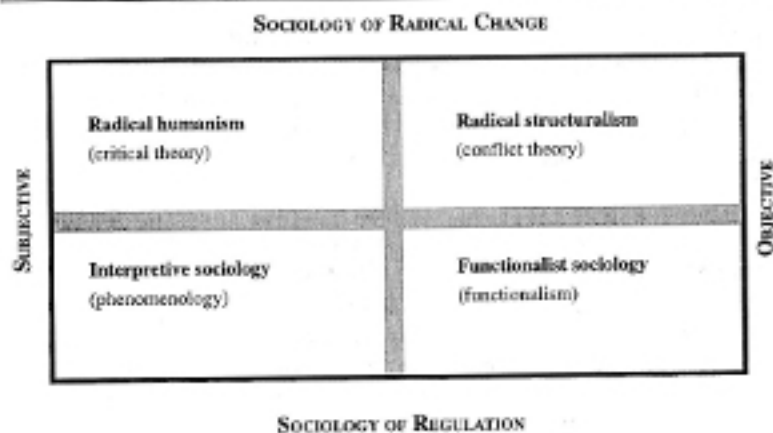 SOCIOLOGY OF RADICAL CHANGE
Radical humanism
(critical theory)
Radical structuralism
(conflict theory)
SUBJECTIVE
OBJECTIVE
Interpretive sociology
(phenomenology)
Functionalist sociology
(functionalism)
SOCIOLOGY OF REGULATION